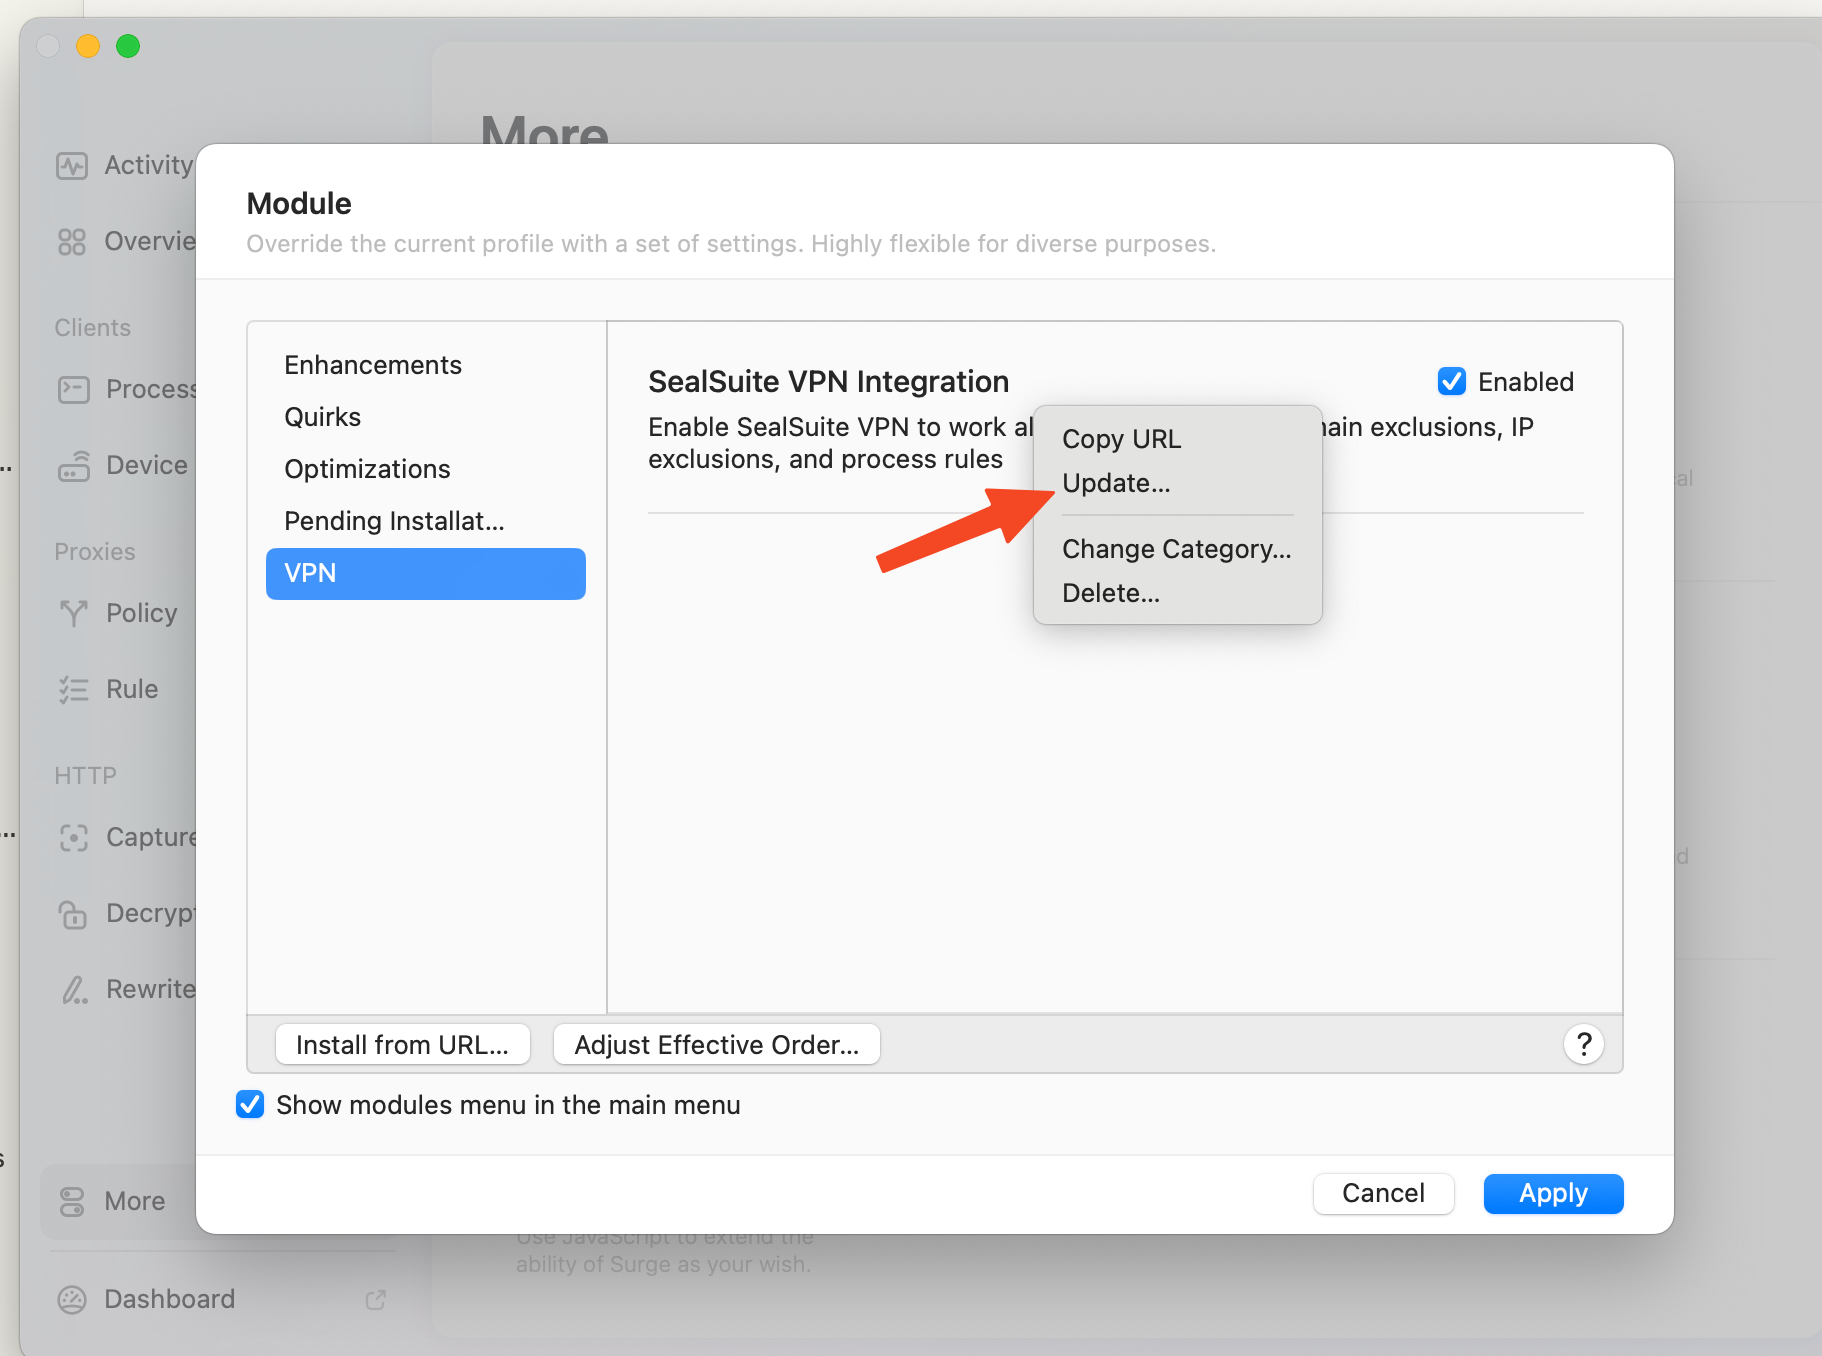 More
Activity
Overvie
Clients
Process
Device
Proxies
Policy
Rule
HTTP
Capture
Decrypt
Rewrite
More
Dashboard
Module
Override the current profile with a set of settings. Highly flexible for diverse purposes.
Enhancements
Quirks
Optimizations
Pending Installat...
VPN
SealSuite VPN Integration
Enabled
Enable SealSuite VPN to work al
ain exclusions, IP
exclusions, and process rules
Copy URL
Update...
Change Category...
Delete...
Install from URL...
Adjust Effective Order...
?
Show modules menu in the main menu
Cancel
Apply
Use JavaScript to extend the
ability of Surge as your wish.